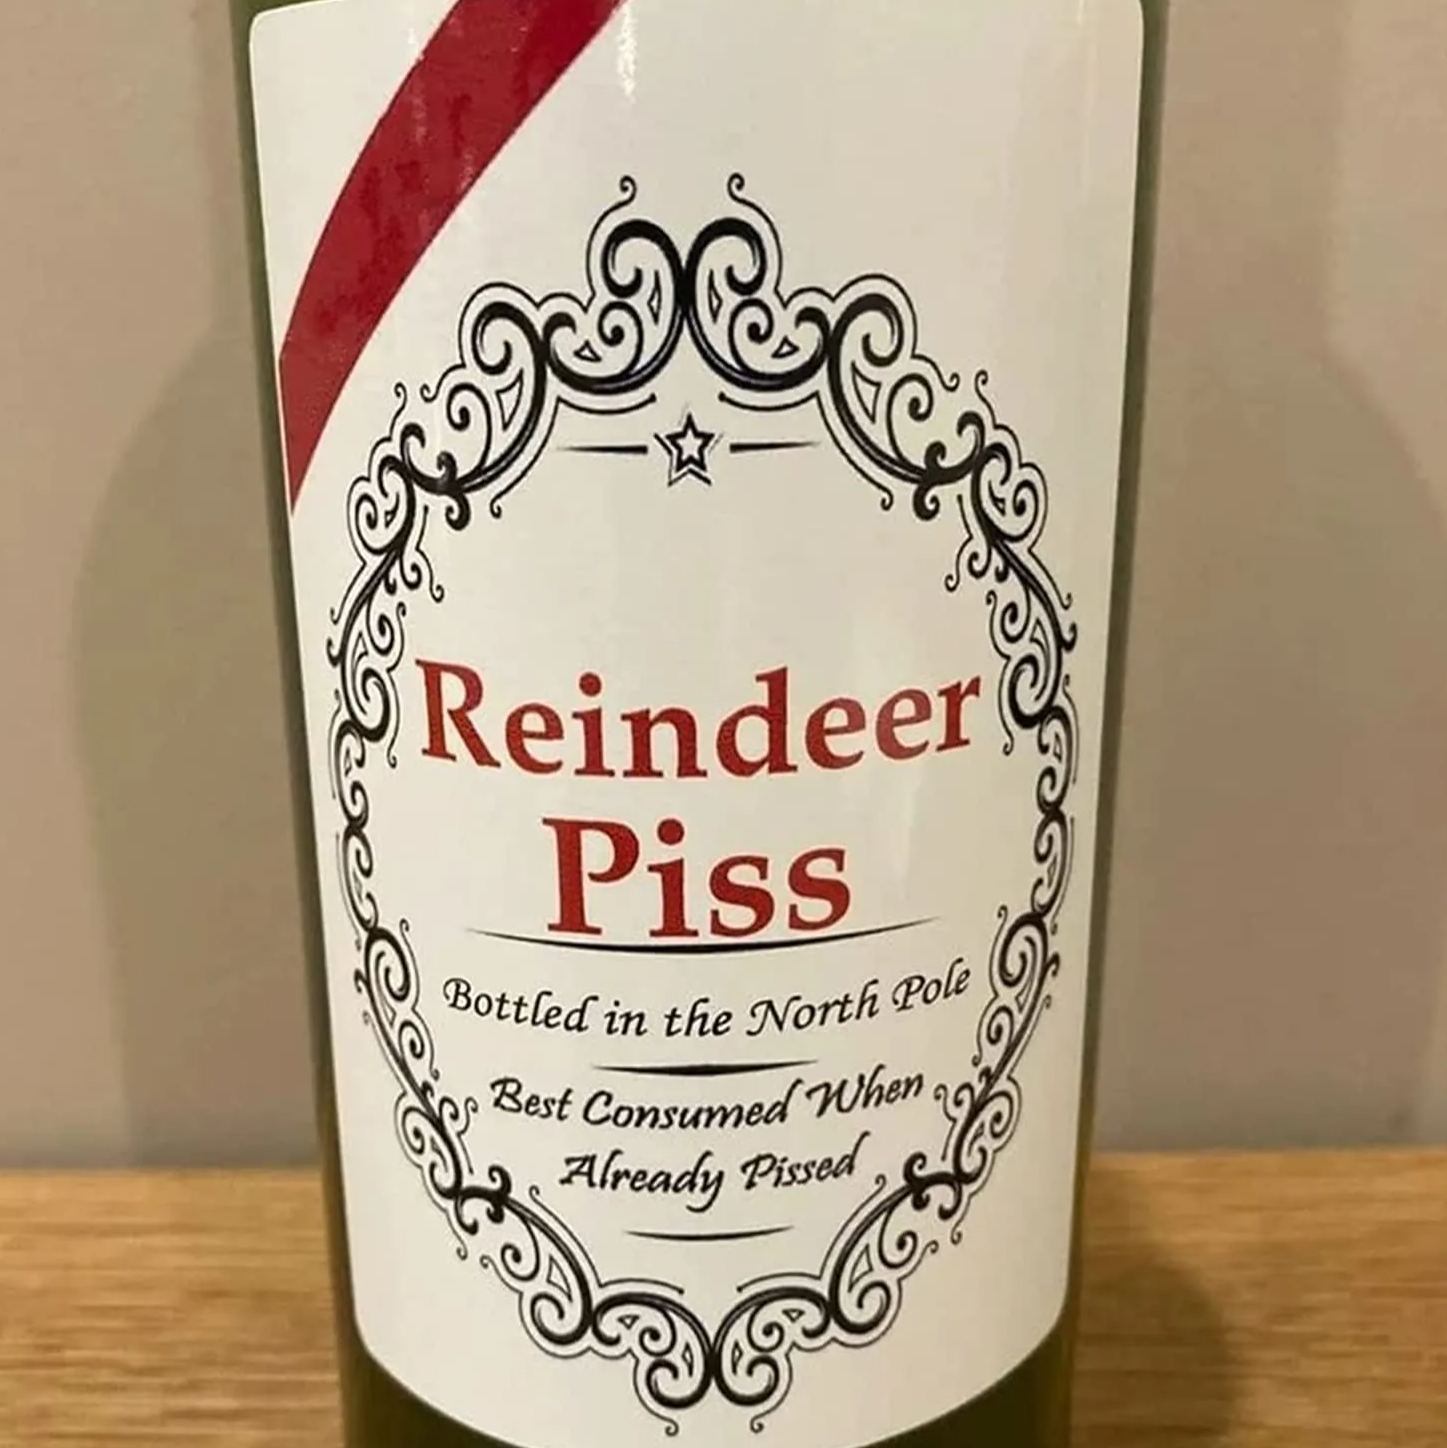 Reindeer
Piss
Bottled in the North Pole
Best Consumed When
Already Pissed